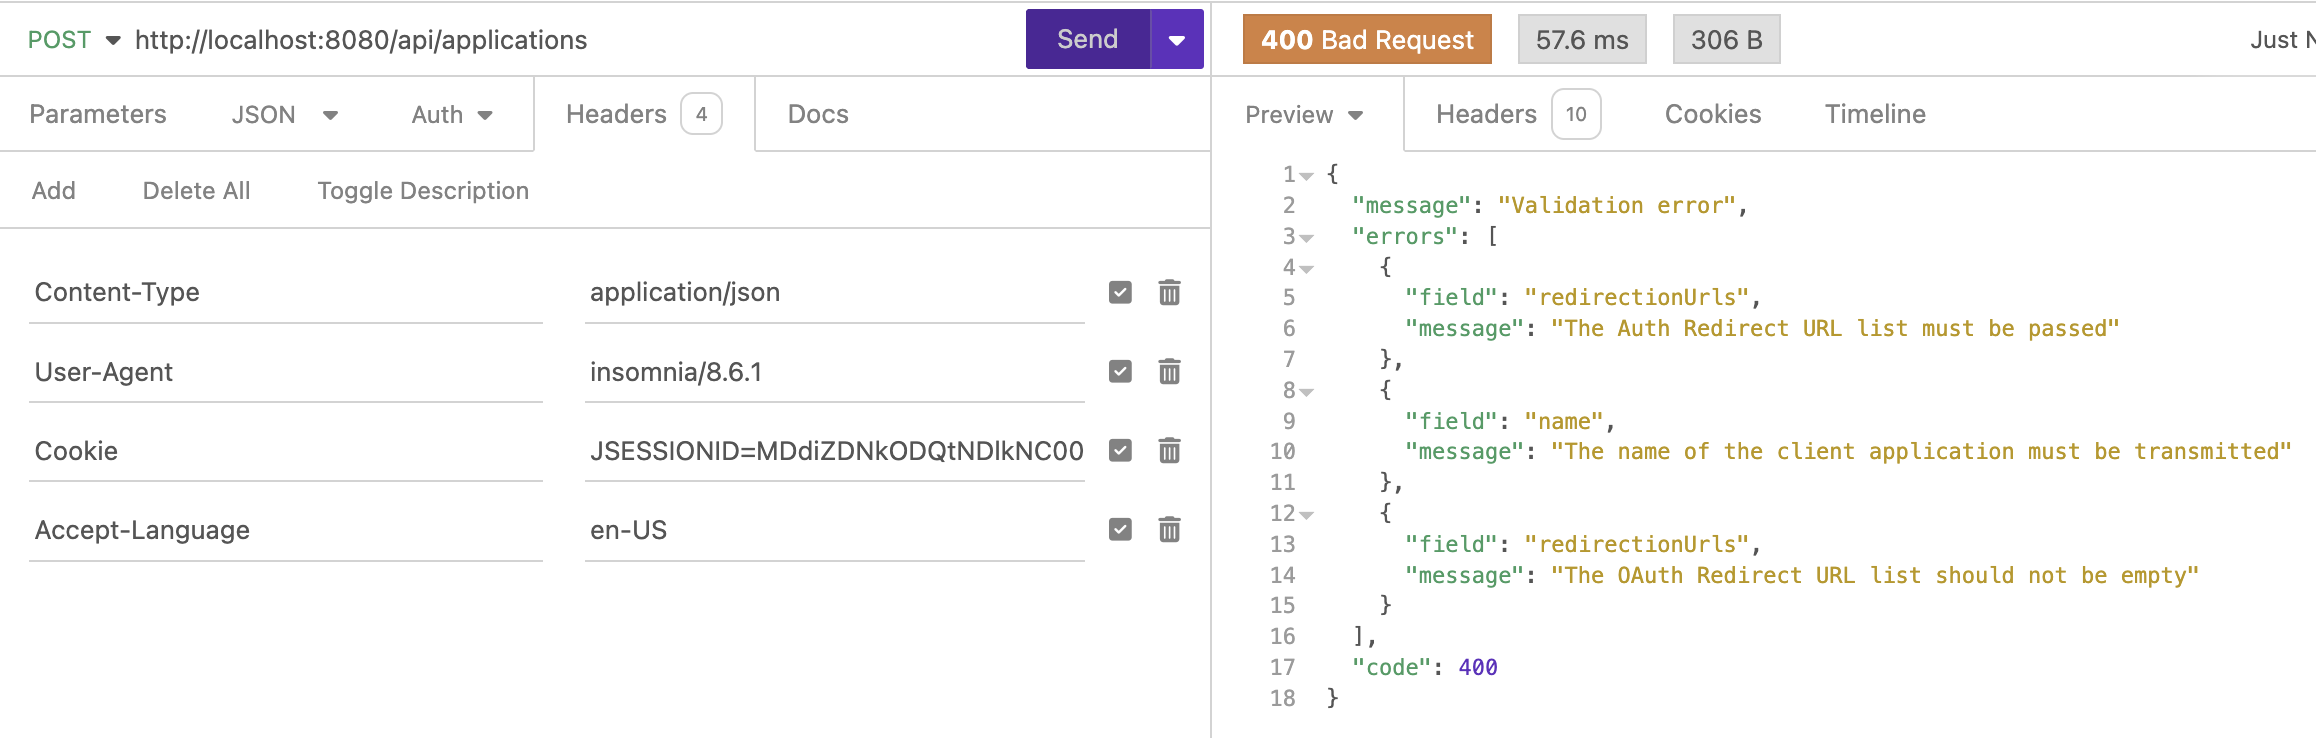 POST http://localhost:8080/api/applications Send
400 Bad Request 57.6 ms 306 B Just
Parameters JSON Auth Headers 4 Docs
Preview Headers 10 Cookies Timeline
Add Delete All Toggle Description
Content-Type application/json
User-Agent insomnia/8.6.1
Cookie JSESSIONID=MDdiZDNkODQtNDlkNC00
Accept-Language en-US
1 {
2 "message": "Validation error",
3 "errors": [
4 {
5 "field": "redirectionUrls",
6 "message": "The Auth Redirect URL list must be passed"
7 },
8 {
9 "field": "name",
10 "message": "The name of the client application must be transmitted"
11 },
12 {
13 "field": "redirectionUrls",
14 "message": "The OAuth Redirect URL list should not be empty"
15 }
16 ],
17 "code": 400
18 }